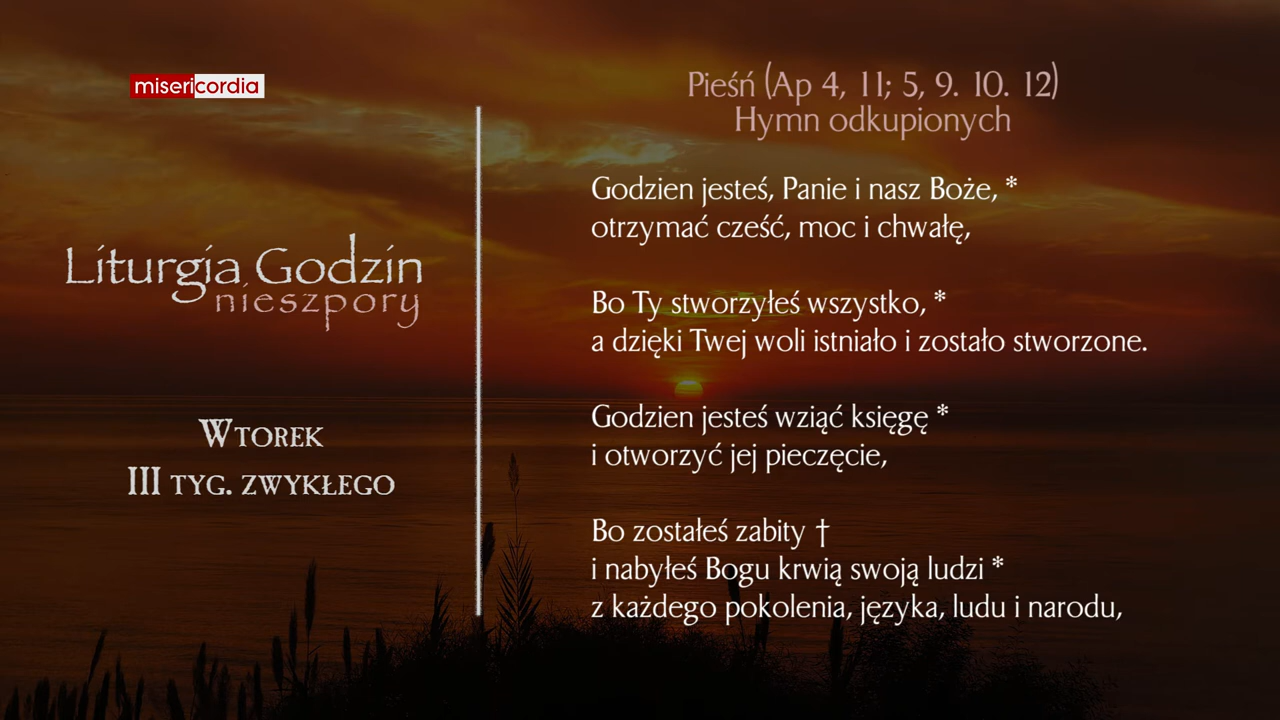 misericordia
Liturgia Godzin
nieszpory
Wtorek
III tyg. zwykłego
Pieśń (Ap 4, 11; 5, 9. 10. 12)
Hymn odkupionych
Godzien jesteś, Panie i nasz Boże, *
otrzymać cześć, moc i chwałę,
Bo Ty stworzyłeś wszystko, *
a dzięki Twej woli istniało i zostało stworzone.
Godzien jesteś wziąć księgę *
i otworzyć jej pieczęcie,
Bo zostałeś zabity †
i nabyłeś Bogu krwią swoją ludzi *
z każdego pokolenia, języka, ludu i narodu,